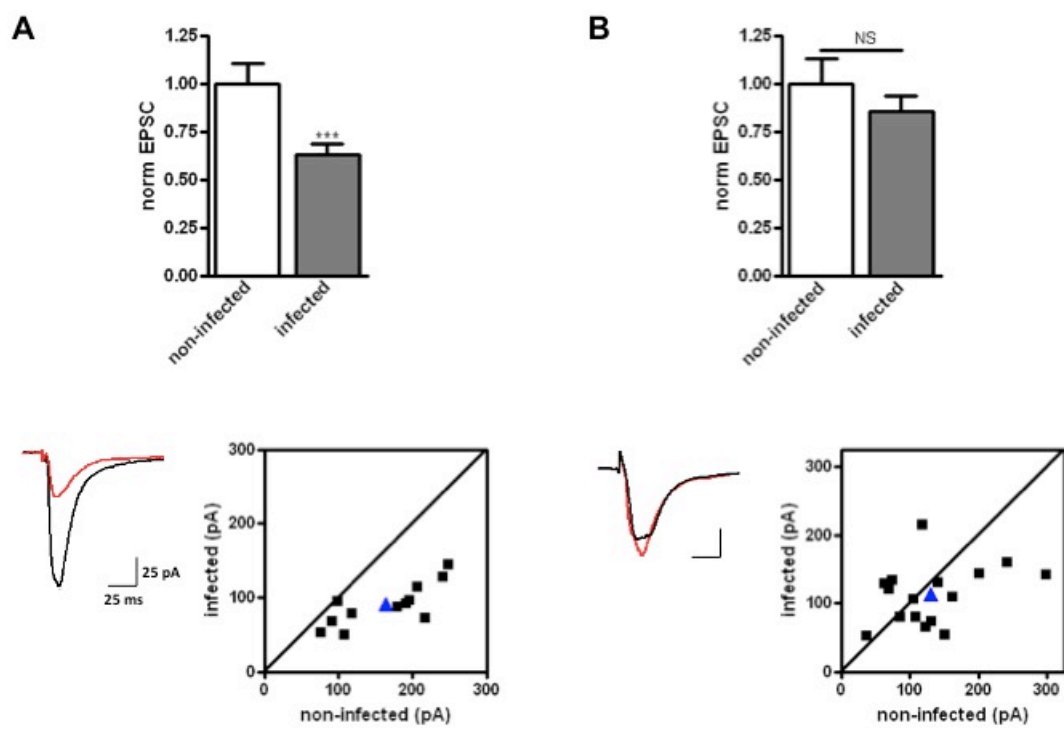 A
norm EPSC
1.25
1.00
0.75
0.50
0.25
0.00
***
non-infected
infected
25 pA
25 ms
infected (pA)
300
200
100
0
0 100 200 300
non-infected (pA)
B
norm EPSC
1.25
1.00
0.75
0.50
0.25
0.00
NS
non-infected
infected
infected (pA)
300
200
100
0
0 100 200 300
non-infected (pA)